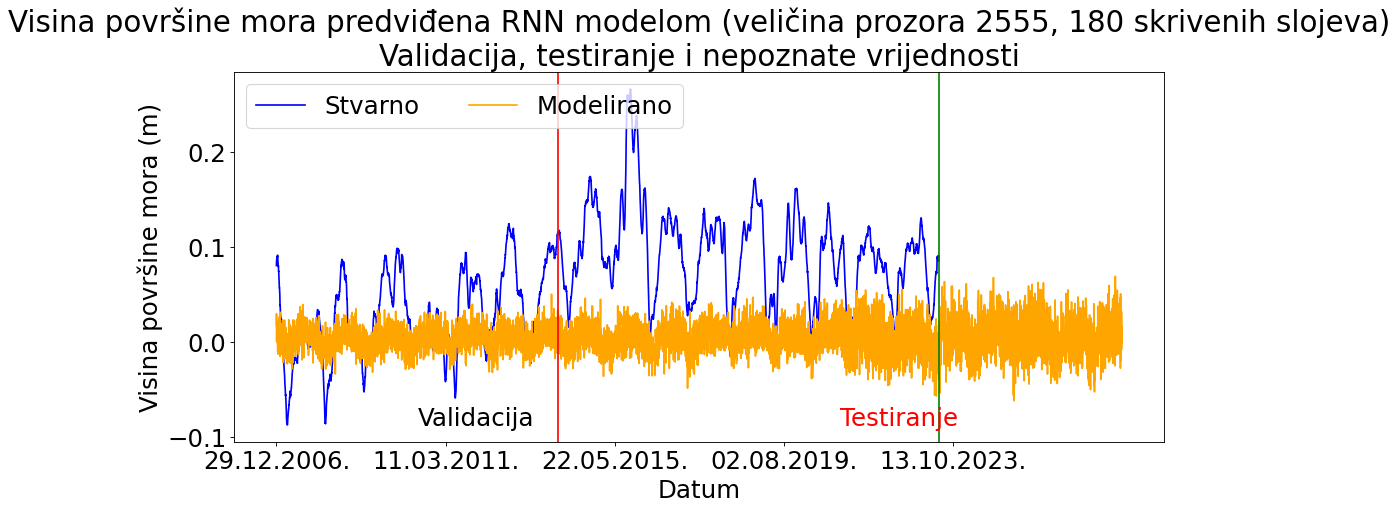 Visina površine mora predviđena RNN modelom (veličina prozora 2555, 180 skrivenih slojeva)
Validacija, testiranje i nepoznate vrijednosti
Stvarno
Modelirano
Visina površine mora (m)
0.2
0.1
0.0
−0.1
Validacija
Testiranje
29.12.2006.
11.03.2011.
22.05.2015.
02.08.2019.
13.10.2023.
Datum